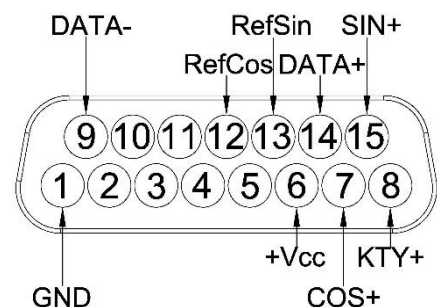 DATA- RefSin SIN+
RefCos DATA+
9 10 11 12 13 14 15
1 2 3 4 5 6 7 8
+Vcc KTY+
GND COS+